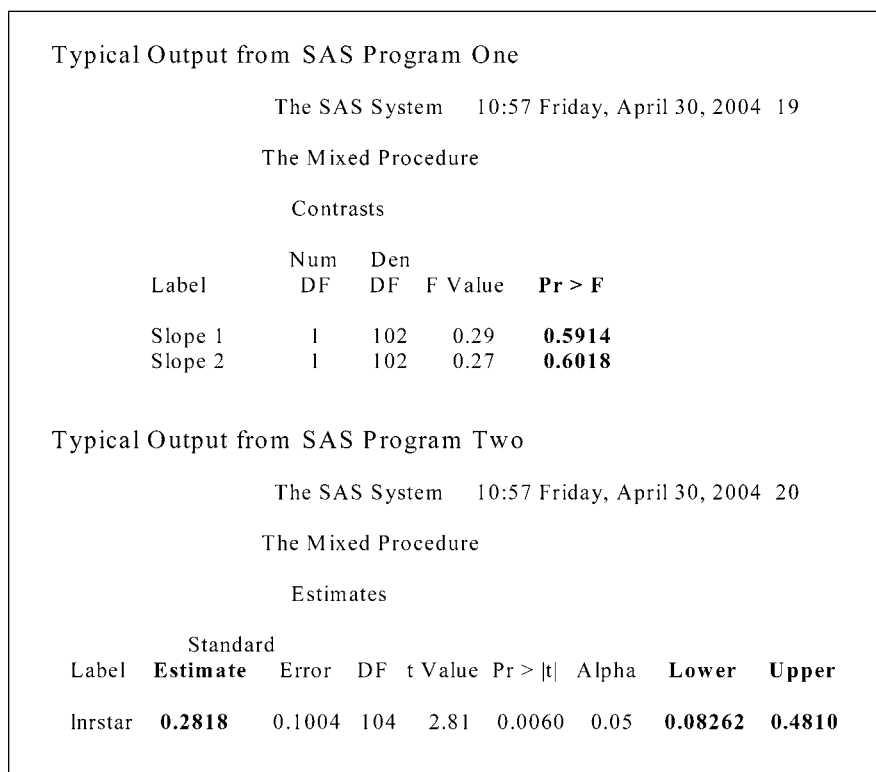 Typical Output from SAS Program One
The SAS System 10:57 Friday, April 30, 2004 19
The Mixed Procedure
Contrasts
Num Den
Label DF DF F Value Pr > F
Slope 1 1 102 0.29 0.5914
Slope 2 1 102 0.27 0.6018
Typical Output from SAS Program Two
The SAS System 10:57 Friday, April 30, 2004 20
The Mixed Procedure
Estimates
Standard
Label Estimate Error DF t Value Pr > |t| Alpha Lower Upper
lnrstar 0.2818 0.1004 104 2.81 0.0060 0.05 0.08262 0.4810